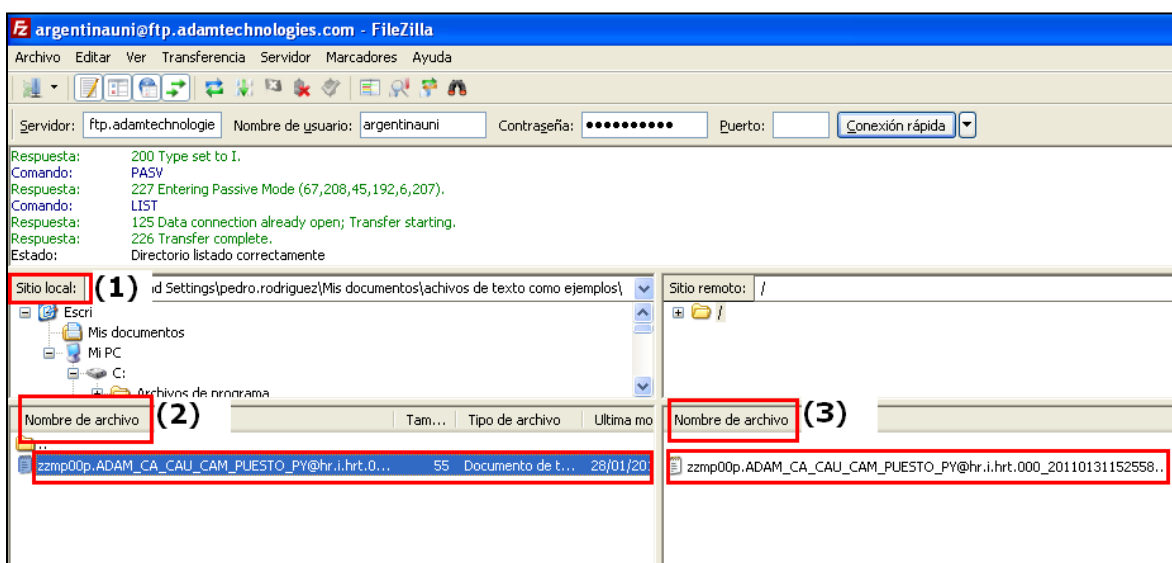 argentinauni@ftp.adamtechnologies.com - FileZilla
Archivo Editar Ver Transferencia Servidor Marcadores Ayuda
Servidor: ftp.adamtechnologie Nombre de usuario: argentinauni Contraseña: ●●●●●●●●●● Puerto: Conexión rápida
Respuesta: 200 Type set to I.
Comando: PASV
Respuesta: 227 Entering Passive Mode (67,208,45,192,6,207).
Comando: LIST
Respuesta: 125 Data connection already open; Transfer starting.
Respuesta: 226 Transfer complete.
Estado: Directorio listado correctamente
Sitio local: (1) nd Settings\pedro.rodriguez\Mis documentos\achivos de texto como ejemplos\ Sitio remoto: /
Escri /
Mis documentos
Mi PC
C:
Archivos de programa
Nombre de archivo (2) Tam... Tipo de archivo Ultima mo Nombre de archivo (3)
..
zzmp00p.ADAM_CA_CAU_CAM_PUESTO_PY@hr.i.hrt.0... 55 Documento de t... 28/01/20 zzmp00p.ADAM_CA_CAU_CAM_PUESTO_PY@hr.i.hrt.000_20110131152558..